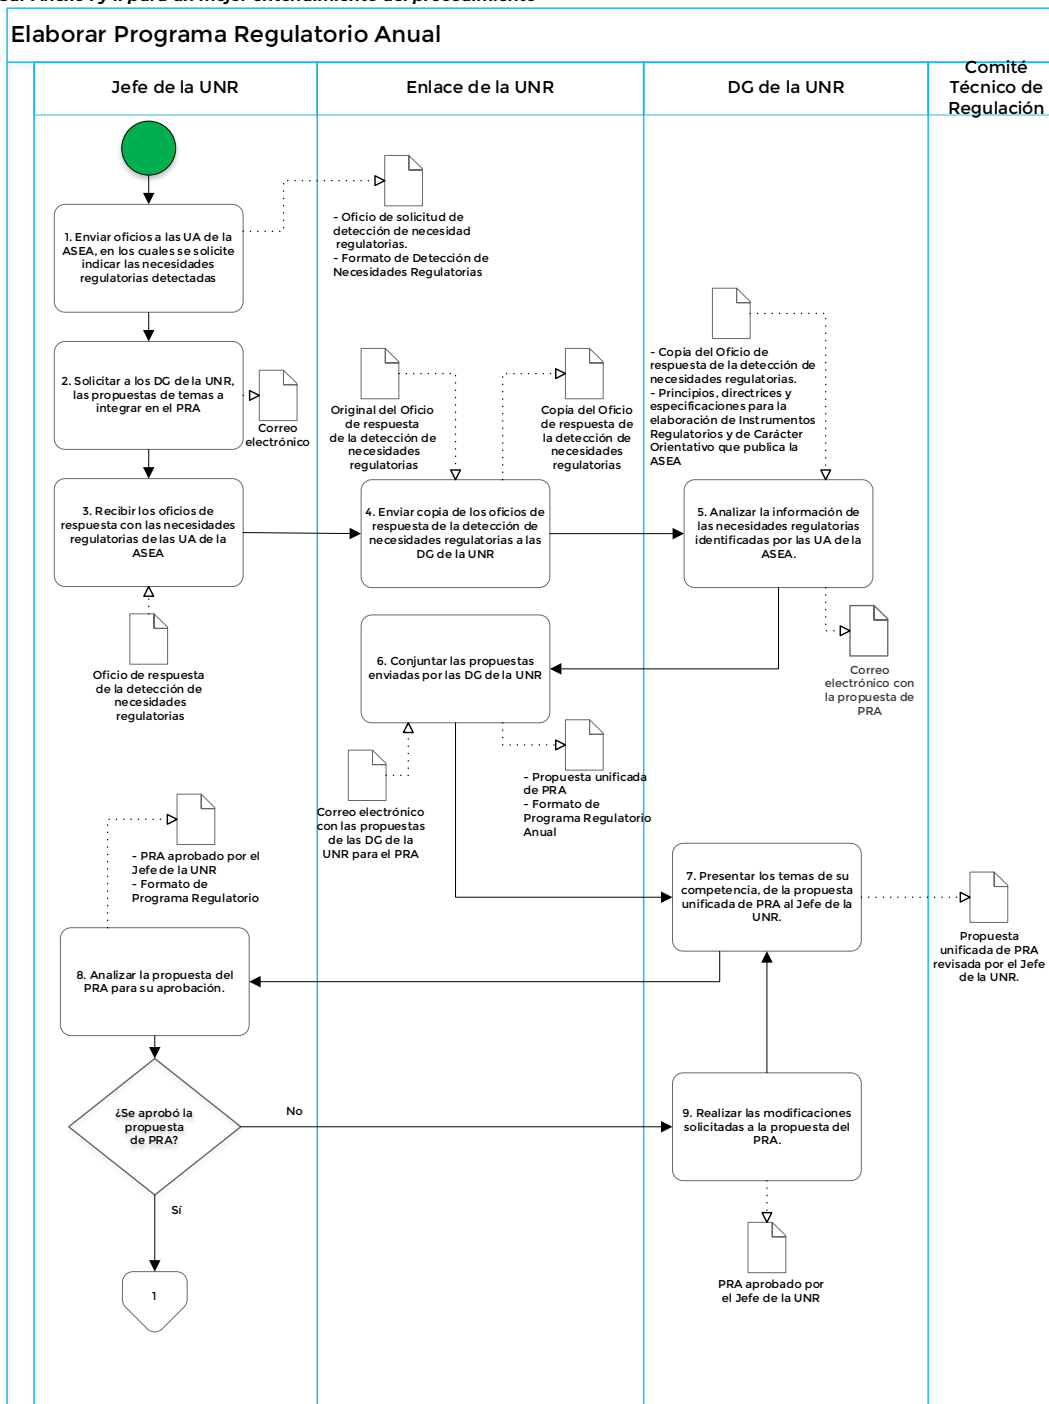 Anexo I y II para un mejor entendimiento del procedimiento
Elaborar Programa Regulatorio Anual
Jefe de la UNR
Enlace de la UNR
DG de la UNR
Comité
Técnico de
Regulación
1. Enviar oficios a las UA de la
ASEA, en los cuales se solicite
indicar las necesidades
regulatorias detectadas
- Oficio de solicitud de
detección de necesidad
regulatorias.
- Formato de Detección de
Necesidades Regulatorias
2. Solicitar a los DG de la UNR,
las propuestas de temas a
integrar en el PRA
Correo
electrónico
Original del Oficio
de respuesta
de la detección de
necesidades
regulatorias
Copia del Oficio
de respuesta de
la detección de
necesidades
regulatorias
- Copia del Oficio de
respuesta de la detección de
necesidades regulatorias.
- Principios, directrices y
especificaciones para la
elaboración de Instrumentos
Regulatorios y de Carácter
Orientativo que publica la
ASEA
3. Recibir los oficios de
respuesta con las necesidades
regulatorias de las UA de la
ASEA
4. Enviar copia de los oficios de
respuesta de la detección de
necesidades regulatorias a las
DG de la UNR
5. Analizar la información de
las necesidades regulatorias
identificadas por las UA de la
ASEA.
Oficio de respuesta
de la detección de
necesidades
regulatorias
6. Conjuntar las propuestas
enviadas por las DG de la UNR
Correo
electrónico con
la propuesta de
PRA
Correo electrónico
con las propuestas
de las DG de la
UNR para el PRA
- Propuesta unificada
de PRA
- Formato de
Programa Regulatorio
Anual
- PRA aprobado por el
Jefe de la UNR
- Formato de
Programa Regulatorio
7. Presentar los temas de su
competencia, de la propuesta
unificada de PRA al Jefe de la
UNR.
Propuesta
unificada de PRA
revisada por el Jefe
de la UNR.
8. Analizar la propuesta del
PRA para su aprobación.
¿Se aprobó la
propuesta
de PRA?
No
9. Realizar las modificaciones
solicitadas a la propuesta del
PRA.
Sí
1
PRA aprobado por
el Jefe de la UNR